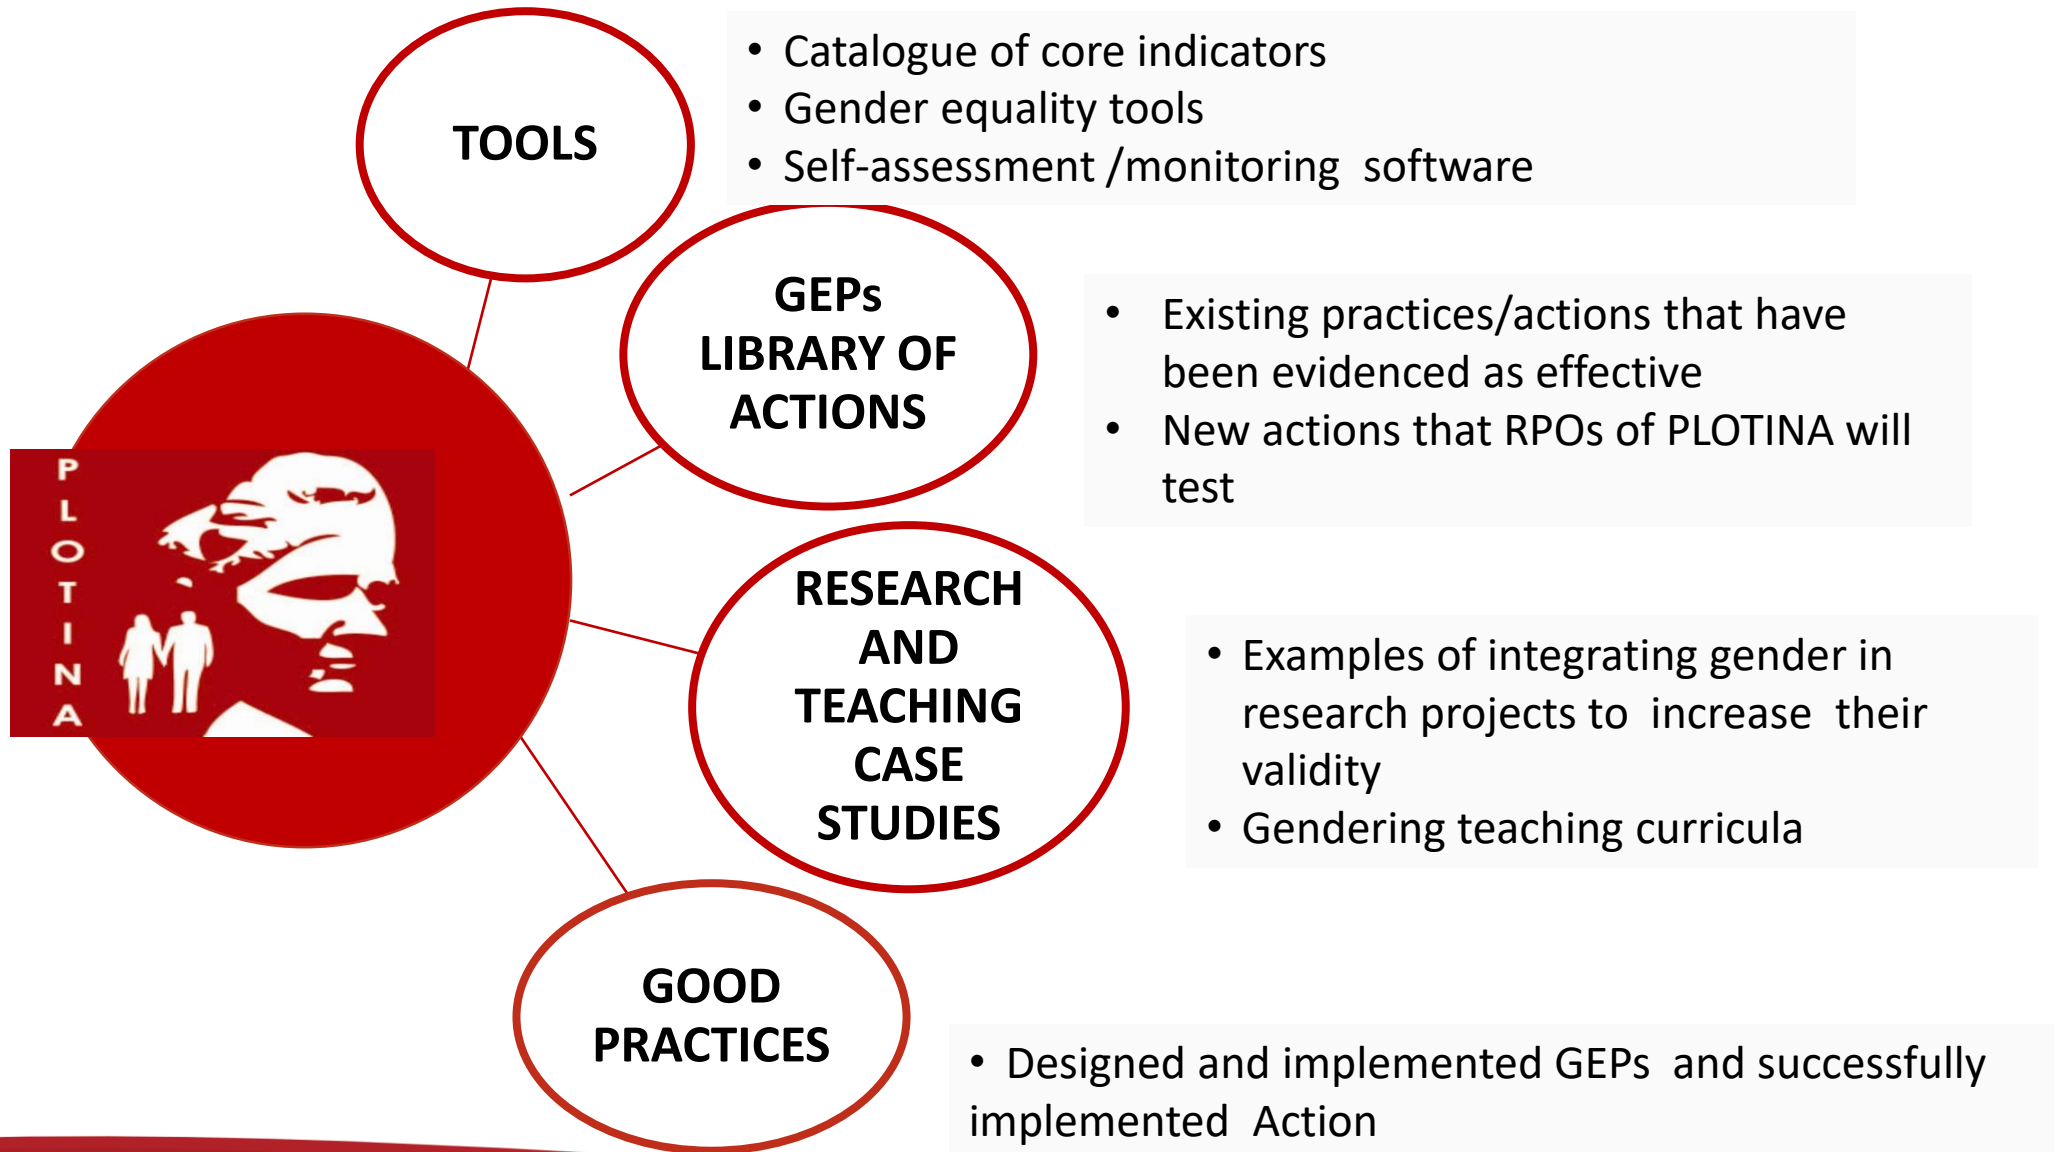 TOOLS
• Catalogue of core indicators
• Gender equality tools
• Self-assessment /monitoring  software
GEPs
LIBRARY OF
ACTIONS
• Existing practices/actions that have
been evidenced as effective
• New actions that RPOs of PLOTINA will
test
P
L
O
T
I
N
A
RESEARCH
AND
TEACHING
CASE
STUDIES
• Examples of integrating gender in
research projects to  increase  their
validity
• Gendering teaching curricula
GOOD
PRACTICES
• Designed and implemented GEPs  and successfully
implemented  Action